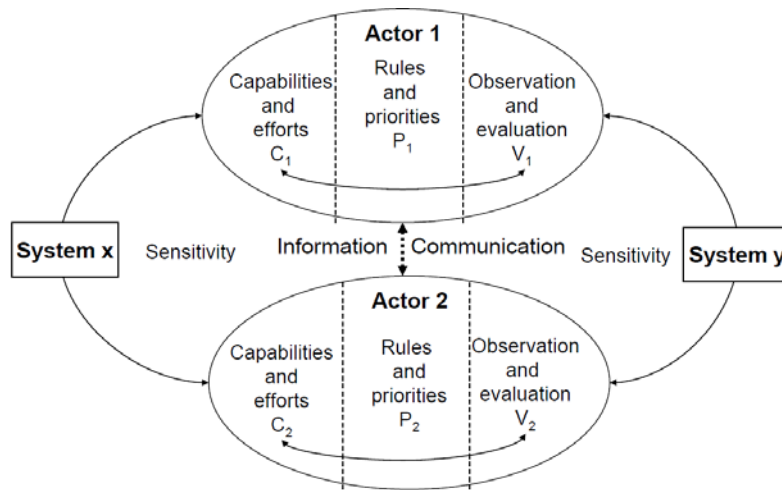 Actor 1
Capabilities
and
efforts
C1
Rules
and
priorities
P1
Observation
and
evaluation
V1
System x
Sensitivity
Information
Communication
Sensitivity
System y
Actor 2
Capabilities
and
efforts
C2
Rules
and
priorities
P2
Observation
and
evaluation
V2